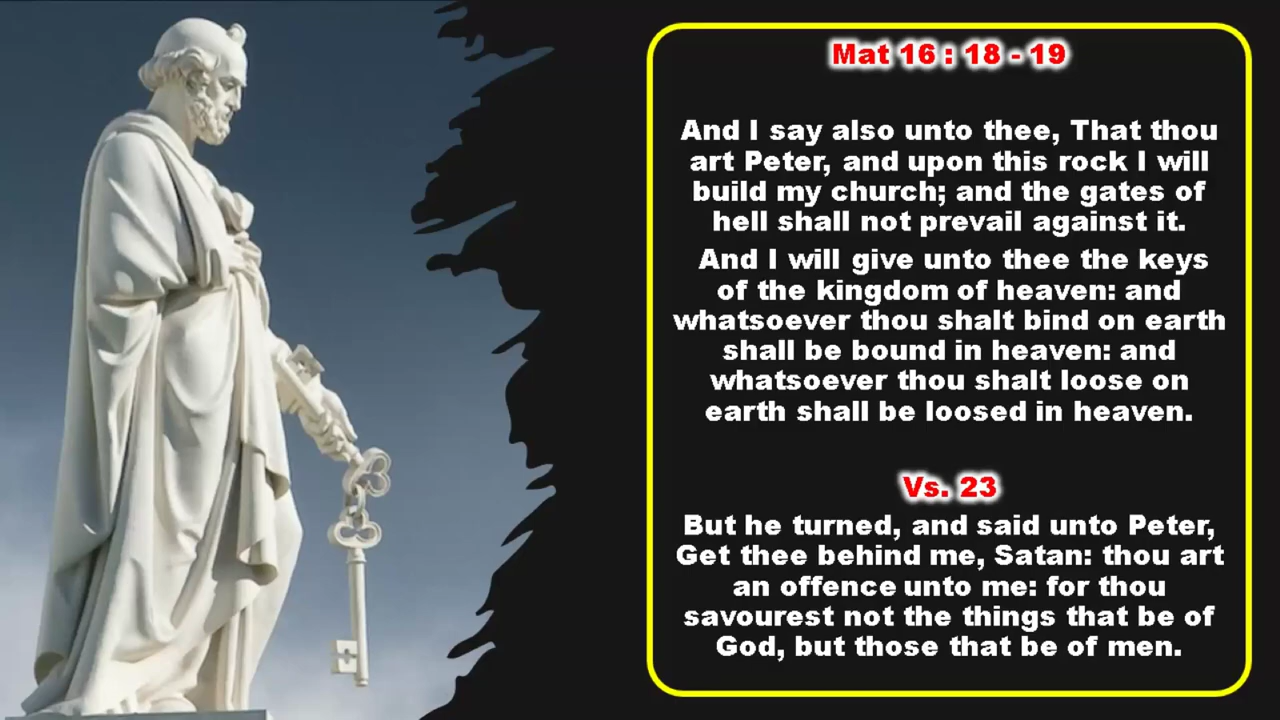 Mat 16 : 18 - 19
And I say also unto thee, That thou
art Peter, and upon this rock I will
build my church; and the gates of
hell shall not prevail against it.
And I will give unto thee the keys
of the kingdom of heaven: and
whatsoever thou shalt bind on earth
shall be bound in heaven: and
whatsoever thou shalt loose on
earth shall be loosed in heaven.
Vs. 23
But he turned, and said unto Peter,
Get thee behind me, Satan: thou art
an offence unto me: for thou
savourest not the things that be of
God, but those that be of men.